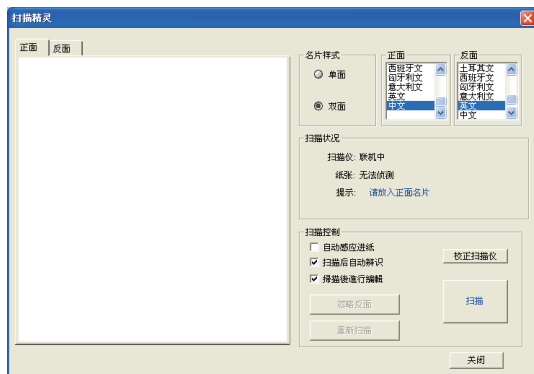 扫描精灵
正面
反面
名片样式
单面
双面
正面
西班牙文
匈牙利文
意大利文
英文
中文
反面
土耳其文
西班牙文
匈牙利文
意大利文
英文
中文
扫描状况
扫描仪: 联机中
纸张: 无法侦测
提示: 请放入正面名片
扫描控制
自动感应进纸
扫描后自动辨识
掃描後進行編輯
忽略反面
重新扫描
校正扫描仪
扫描
关闭